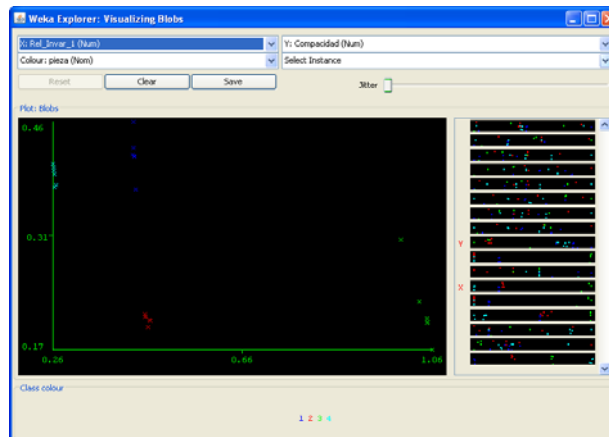 Weka Explorer: Visualizing Blobs
X: Rel_Invar_1 (Num) Y: Compacidad (Num)
Colour: pieza (Nom) Select Instance
Reset Clear Save Jitter
Plot: Blobs
0.46
0.31
0.17
0.26 0.66 1.06
Y
X
Class colour
1 2 3 4